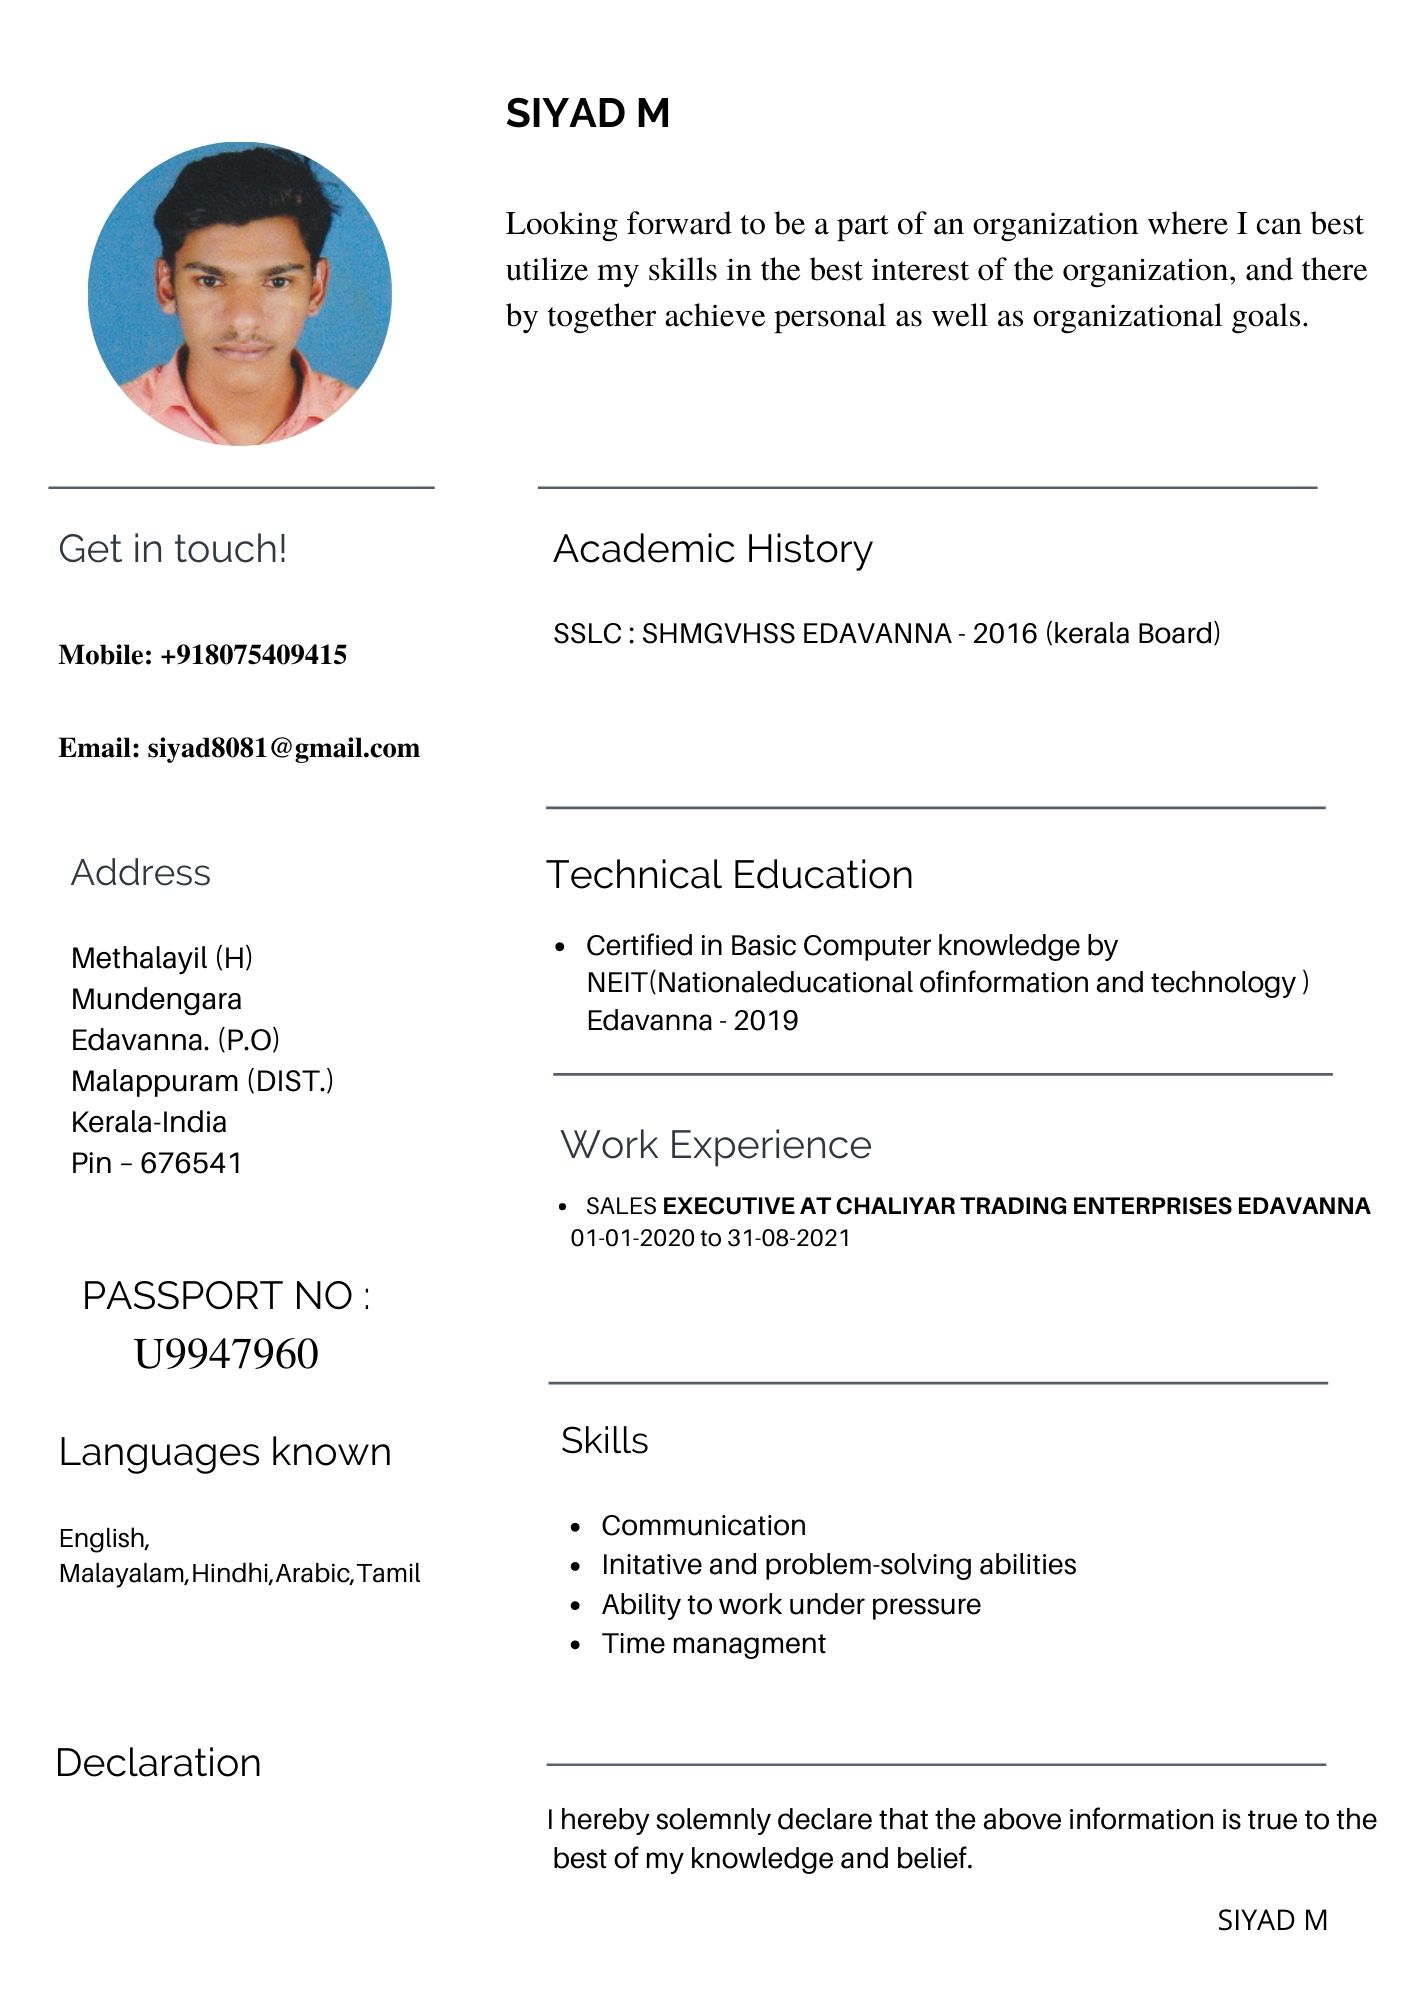 SIYAD M
Looking forward to be a part of an organization where I can best
utilize my skills in the best interest of the organization, and there
by together achieve personal as well as organizational goals.
Get in touch!
Mobile: +918075409415
Email: siyad8081@gmail.com
Address
Methalayil (H)
Mundengara
Edavanna. (P.O)
Malappuram (DIST.)
Kerala-India
Pin – 676541
PASSPORT NO :
U9947960
Languages known
English,
Malayalam,Hindhi,Arabic,Tamil
Academic History
SSLC : SHMGVHSS EDAVANNA - 2016 (kerala Board)
Technical Education
• Certified in Basic Computer knowledge by
NEIT(Nationaleducational ofinformation and technology )
Edavanna - 2019
Work Experience
• SALES EXECUTIVE AT CHALIYAR TRADING ENTERPRISES EDAVANNA
01-01-2020 to 31-08-2021
Skills
• Communication
• Initative and problem-solving abilities
• Ability to work under pressure
• Time managment
Declaration
I hereby solemnly declare that the above information is true to the
best of my knowledge and belief.
SIYAD M